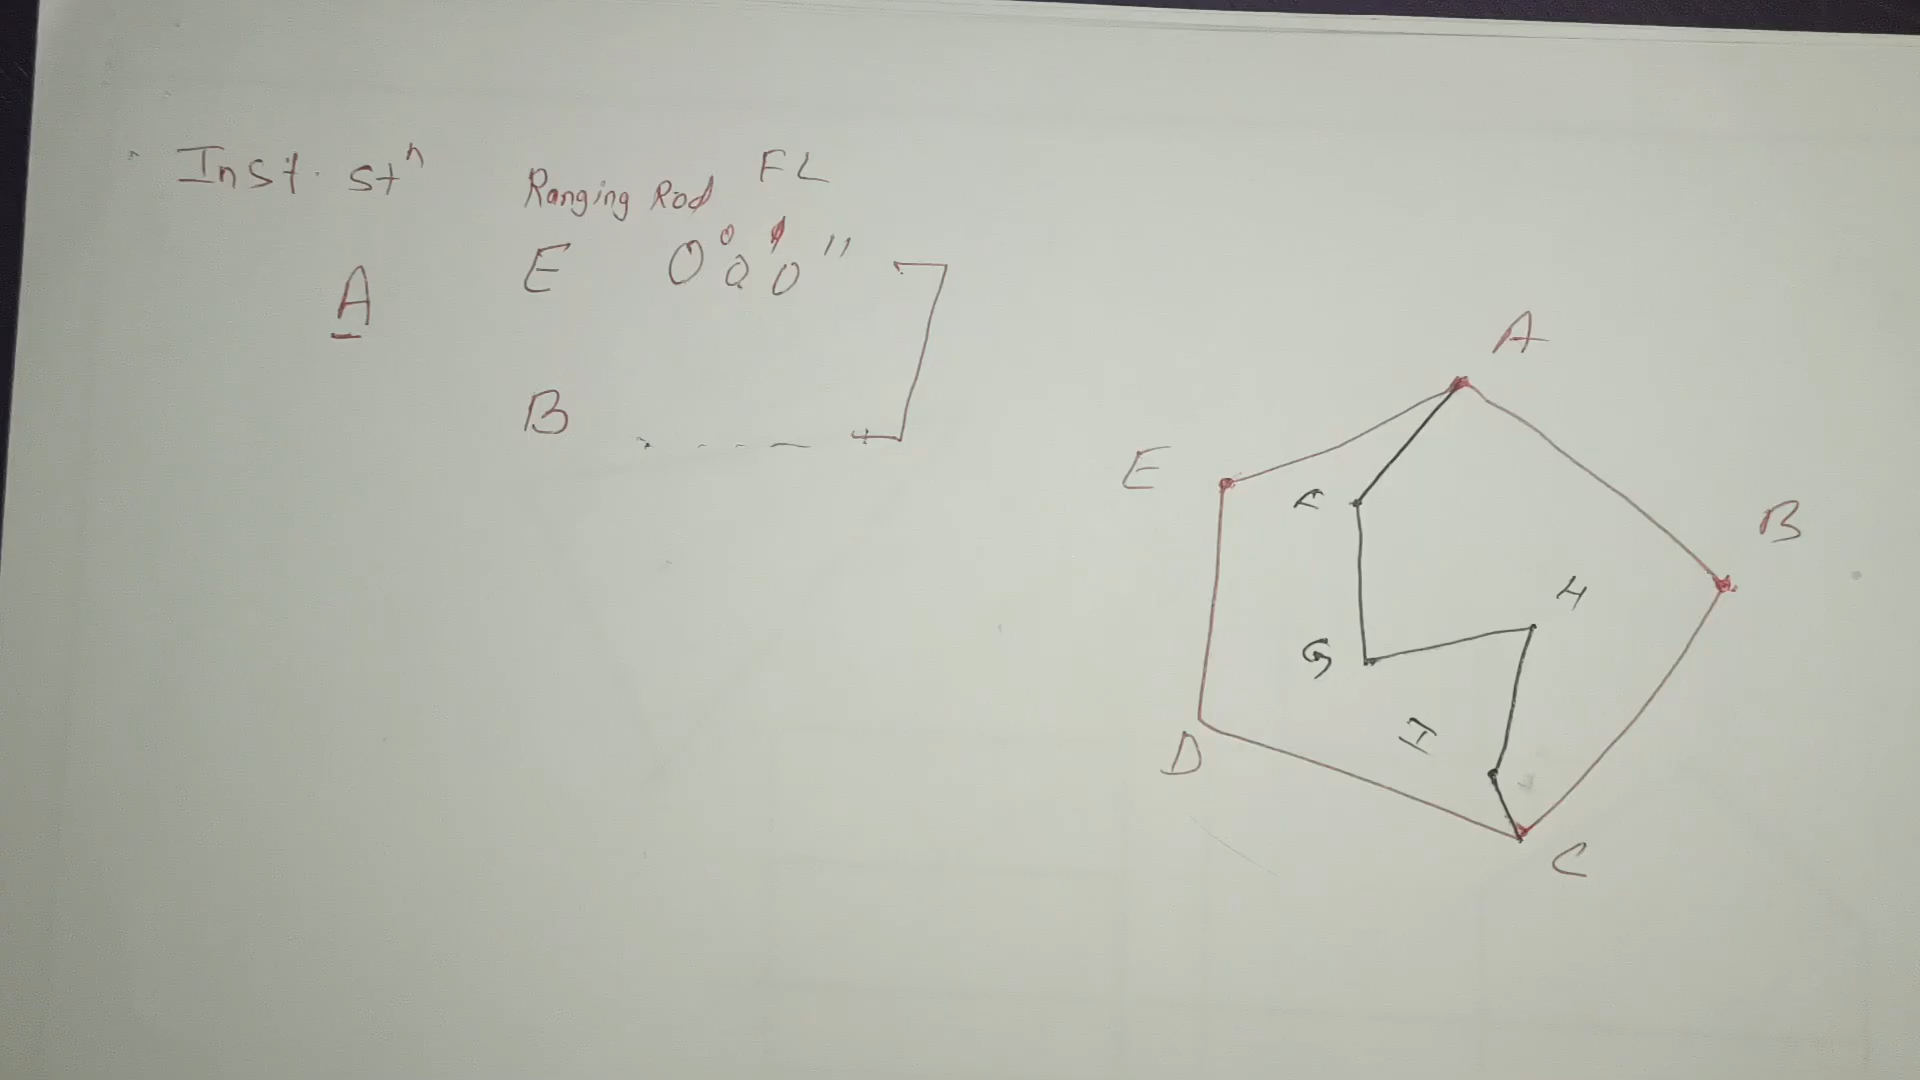 Inst. stⁿ
Ranging Rod FL
A
E 0° 0' 0"
B
A
E
F
B
H
G
I
D
C